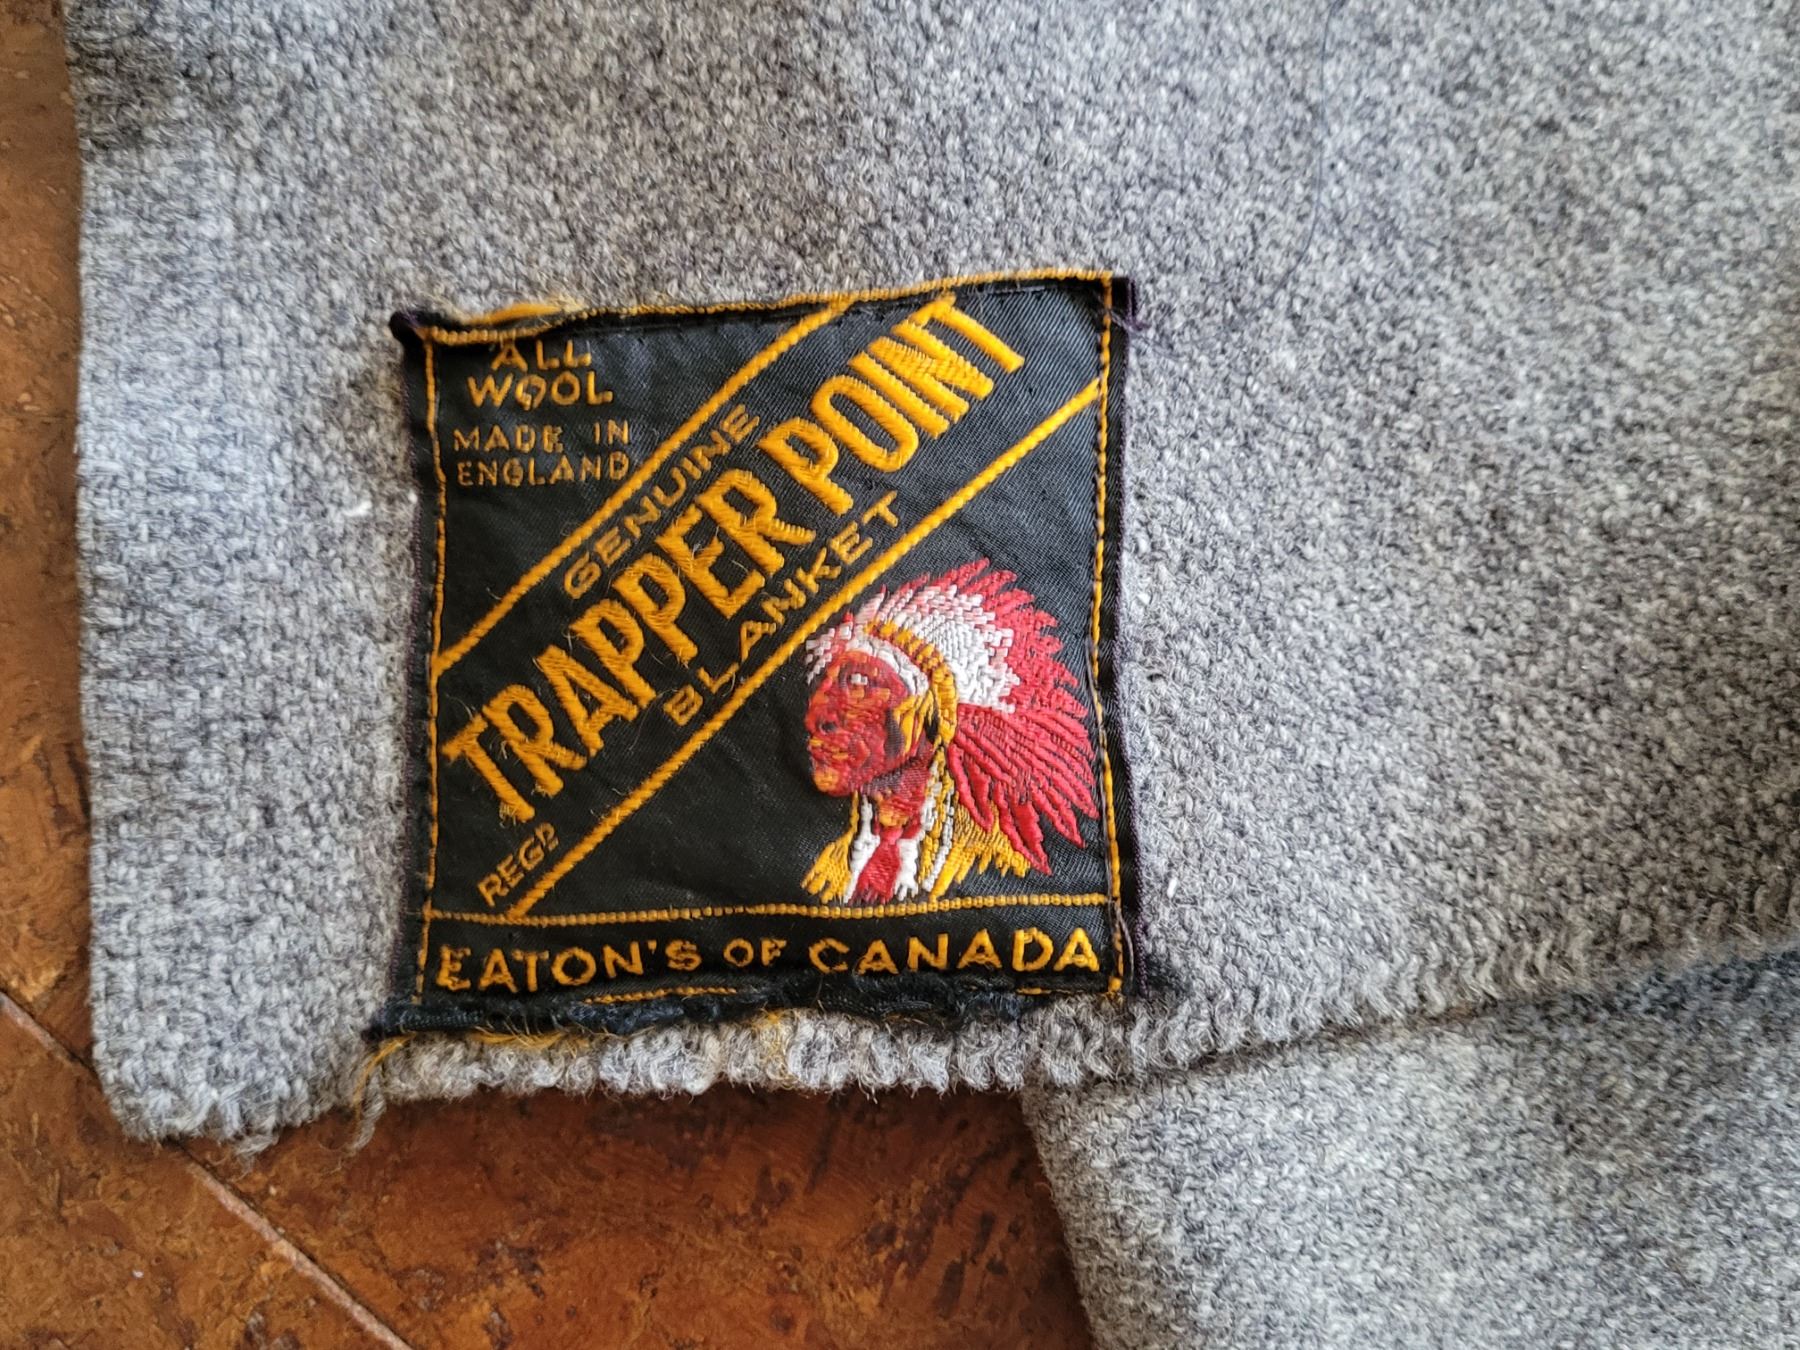 ALL
WOOL
MADE IN
ENGLAND
GENUINE
TRAPPER POINT
BLANKET
REGD
EATON'S OF CANADA